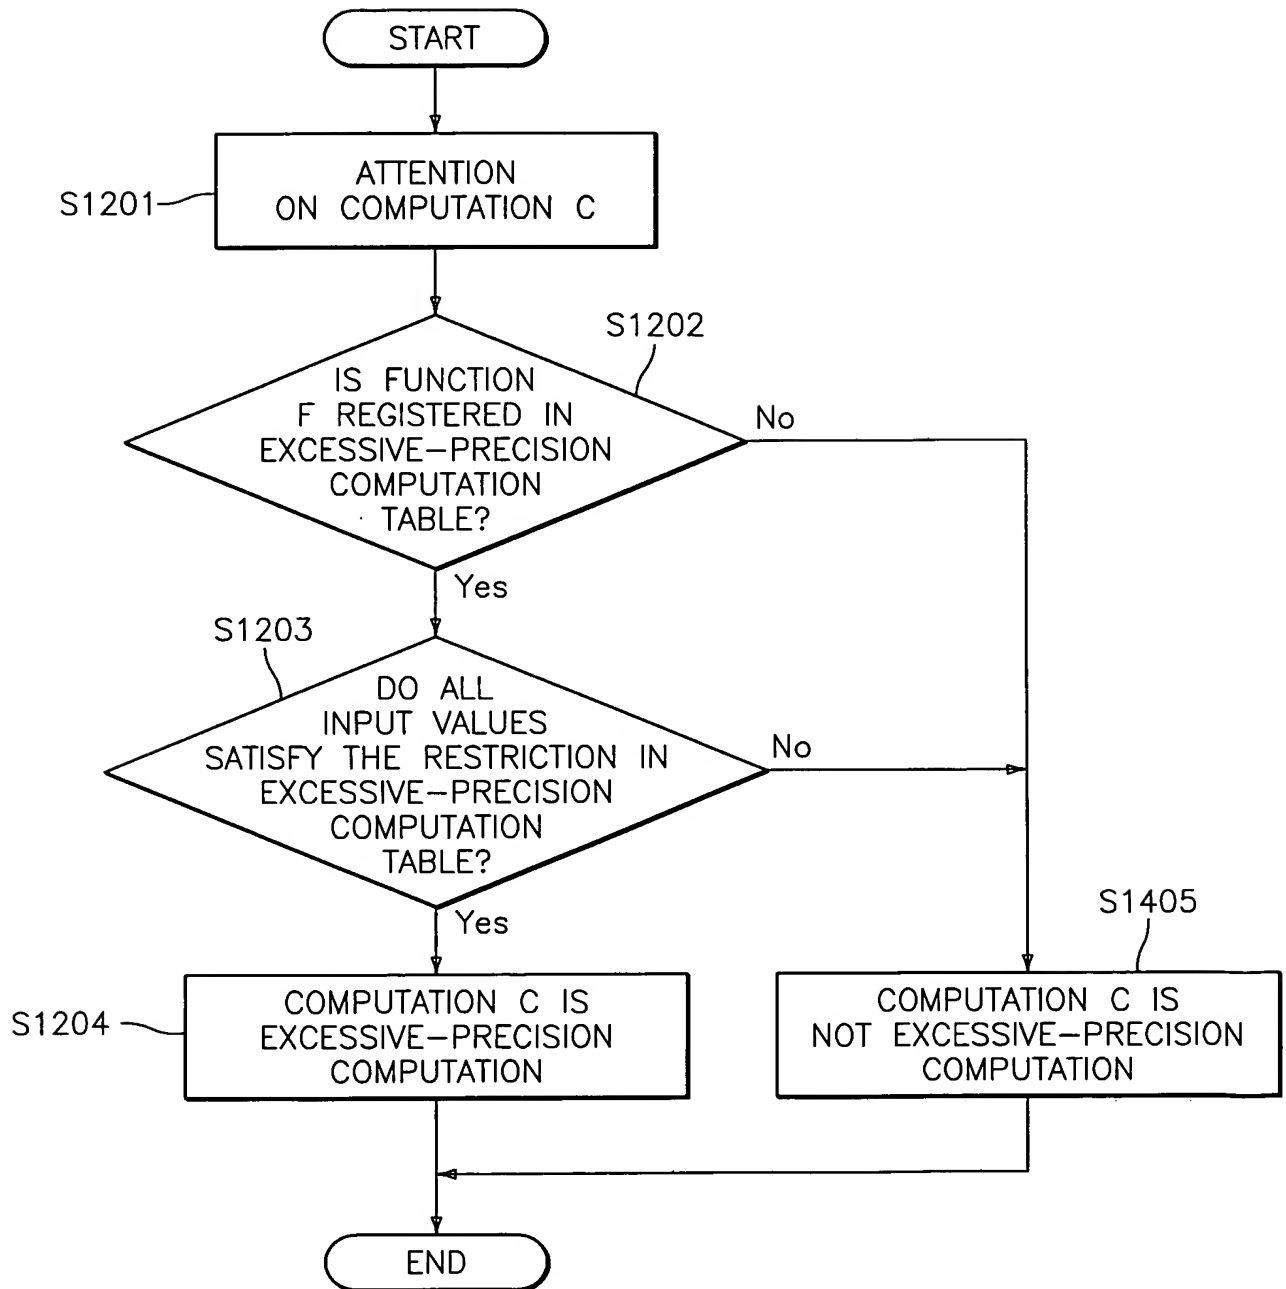 START
S1201
ATTENTION
ON COMPUTATION C
S1202
IS FUNCTION
F REGISTERED IN
EXCESSIVE-PRECISION
COMPUTATION
TABLE?
No
Yes
S1203
DO ALL
INPUT VALUES
SATISFY THE RESTRICTION IN
EXCESSIVE-PRECISION
COMPUTATION
TABLE?
No
Yes
S1204
COMPUTATION C IS
EXCESSIVE-PRECISION
COMPUTATION
S1405
COMPUTATION C IS
NOT EXCESSIVE-PRECISION
COMPUTATION
END